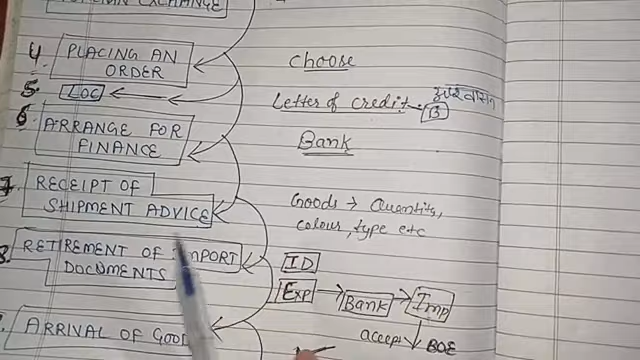 4. PLACING AN
ORDER
choose
5. LOC
Letter of credit B
6. ARRANGE FOR
FINANCE
Bank
7. RECEIPT OF
SHIPMENT ADVICE
Goods → Quantity,
colour, type etc
8. RETIREMENT OF IMPORT
DOCUMENTS
ID
Exp → Bank → Imp
accept BOE
ARRIVAL OF